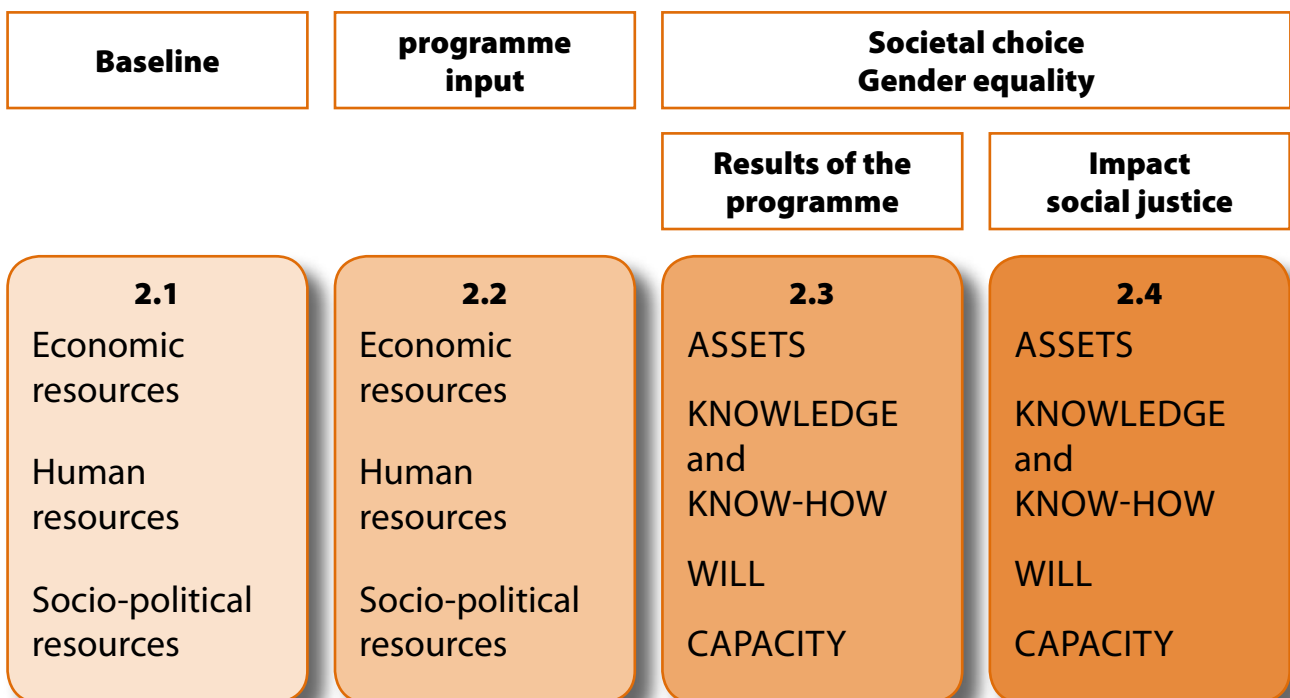 Baseline
programme
input
Societal choice
Gender equality
Results of the
programme
Impact
social justice
2.1
Economic
resources
Human
resources
Socio-political
resources
2.2
Economic
resources
Human
resources
Socio-political
resources
2.3
ASSETS
KNOWLEDGE
and
KNOW-HOW
WILL
CAPACITY
2.4
ASSETS
KNOWLEDGE
and
KNOW-HOW
WILL
CAPACITY